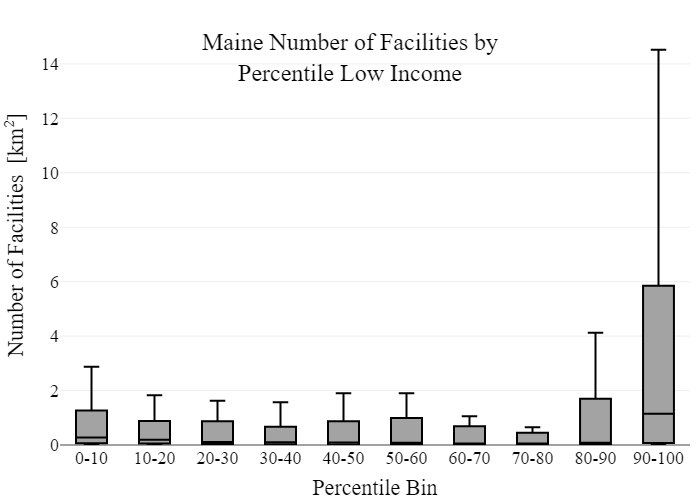 Maine Number of Facilities by
Percentile Low Income
Number of Facilities [km²]
14
12
10
8
6
4
2
0
0-10 10-20 20-30 30-40 40-50 50-60 60-70 70-80 80-90 90-100
Percentile Bin